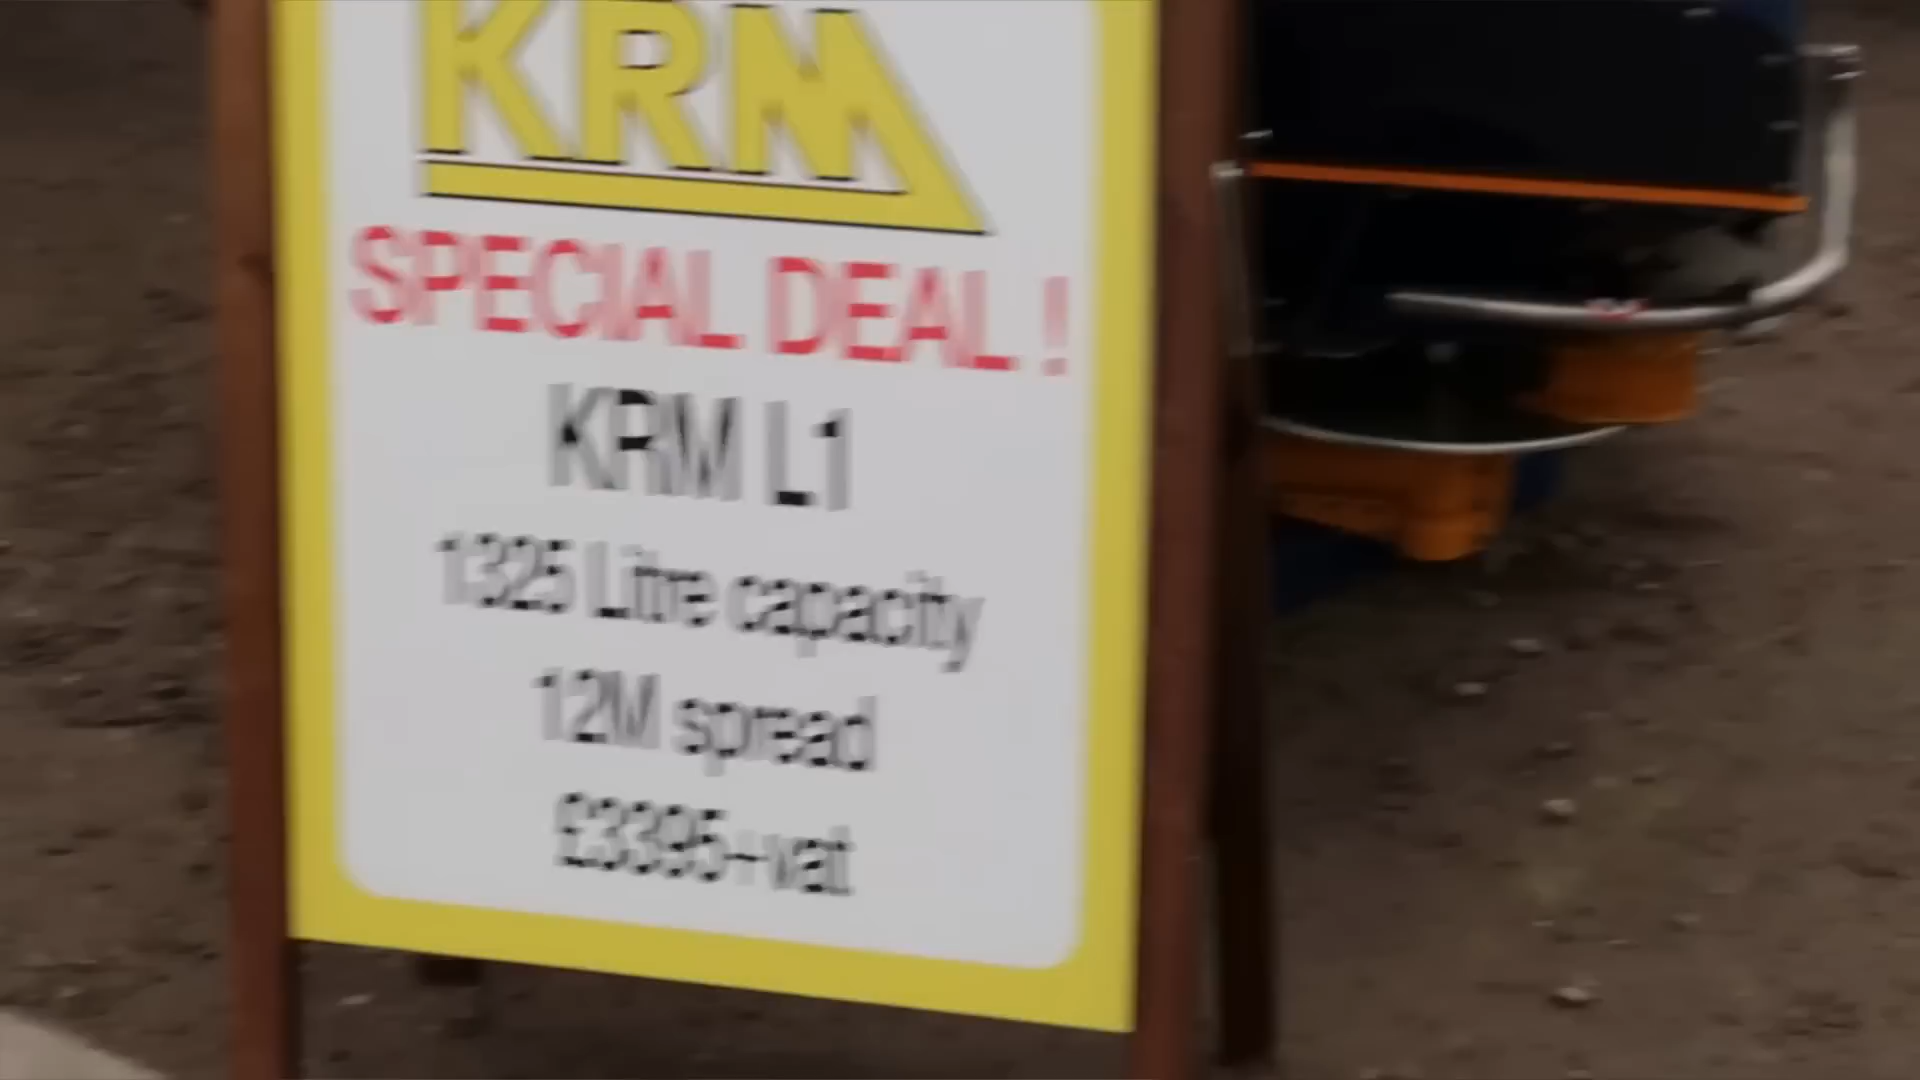 KRM
SPECIAL DEAL !
KRM L1
1325 Litre capacity
12M spread
£3395+vat